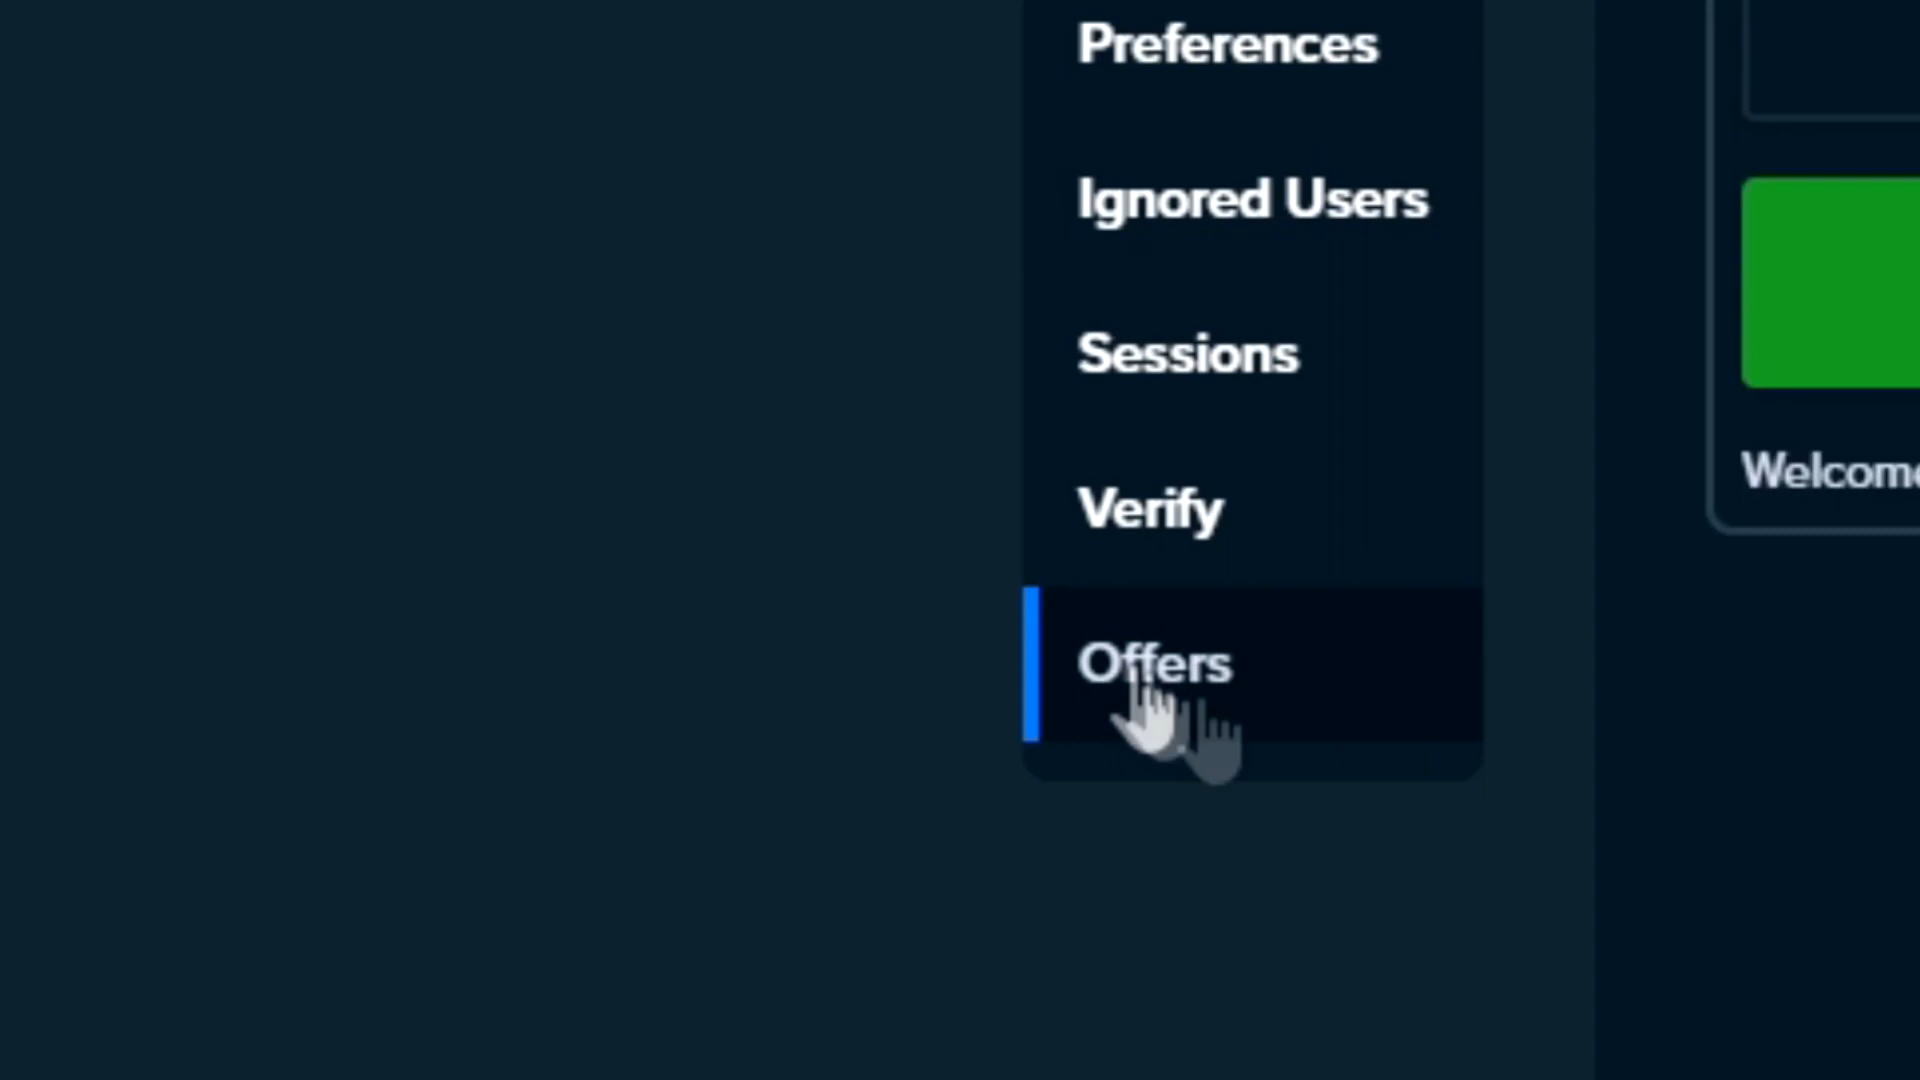 Preferences
Ignored Users
Sessions
Verify
Offers
Welcome